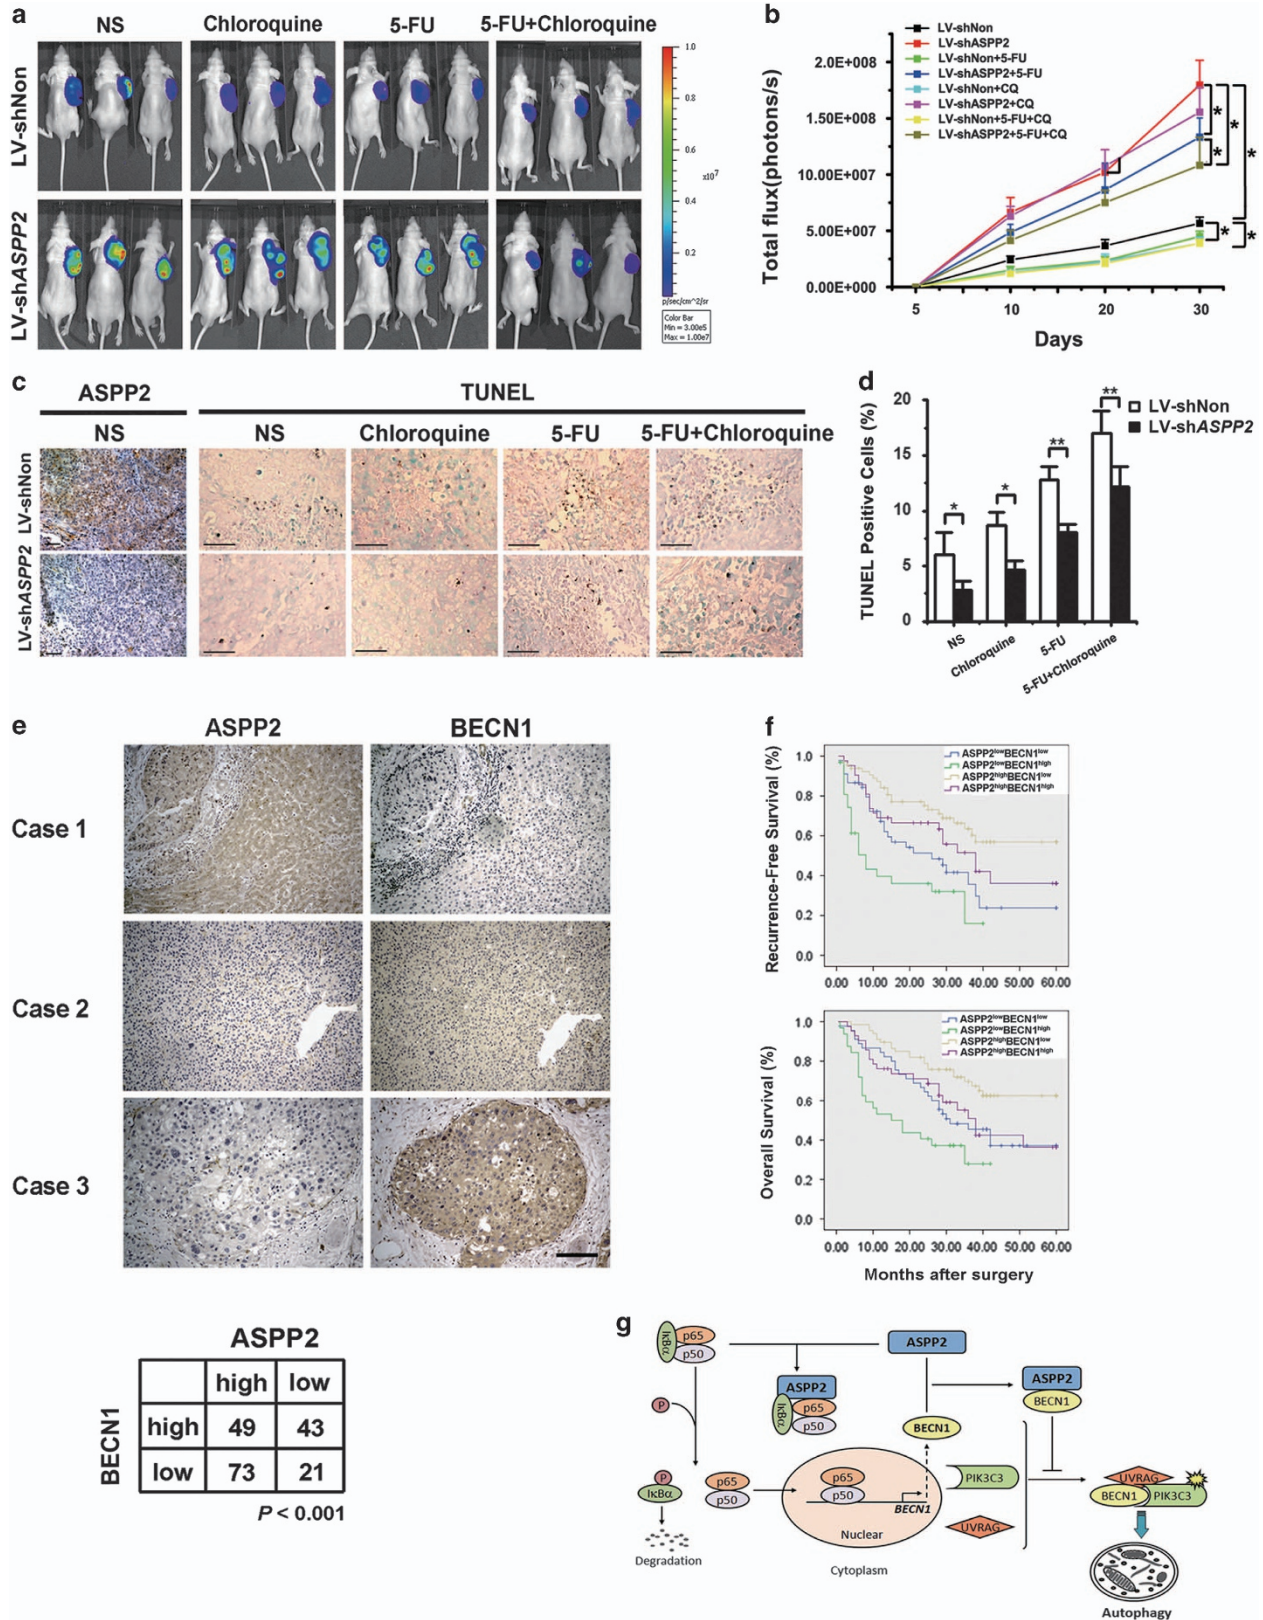 a
NS Chloroquine 5-FU 5-FU+Chloroquine
LV-shNon
LV-shASPP2
1.0
0.8
0.6
x10⁷
0.4
0.2
p/sec/cm^2/sr
Color Bar
Min = 3.00e5
Max = 1.00e7
b
LV-shNon
LV-shASPP2
LV-shNon+5-FU
LV-shASPP2+5-FU
LV-shNon+CQ
LV-shASPP2+CQ
LV-shNon+5-FU+CQ
LV-shASPP2+5-FU+CQ
Total flux(photons/s)
2.0E+008
1.50E+008
10.00E+007
5.00E+007
0.00E+000
* * *
*
* *
5 10 20 30
Days
c
ASPP2 TUNEL
NS NS Chloroquine 5-FU 5-FU+Chloroquine
LV-shNon
LV-shASPP2
d
TUNEL Positive Cells (%)
20
15
10
5
0
LV-shNon
LV-shASPP2
* * ** **
NS
Chloroquine
5-FU
5-FU+Chloroquine
e
ASPP2 BECN1
Case 1
Case 2
Case 3
ASPP2
high low
BECN1
high 49 43
low 73 21
P < 0.001
f
Recurrence-Free Survival (%)
1.0
0.8
0.6
0.4
0.2
0.0
ASPP2lowBECN1low
ASPP2lowBECN1high
ASPP2highBECN1low
ASPP2highBECN1high
0.00 10.00 20.00 30.00 40.00 50.00 60.00
Overall Survival (%)
1.0
0.8
0.6
0.4
0.2
0.0
ASPP2lowBECN1low
ASPP2lowBECN1high
ASPP2highBECN1low
ASPP2highBECN1high
0.00 10.00 20.00 30.00 40.00 50.00 60.00
Months after surgery
g
IκBα
p65
p50
ASPP2
ASPP2
IκBα
p65
p50
ASPP2
BECN1
P
BECN1
P
IκBα
p65
p50
p65
p50
BECN1
Nuclear
Cytoplasm
PIK3C3
UVRAG
UVRAG
BECN1
PIK3C3
Degradation
Autophagy